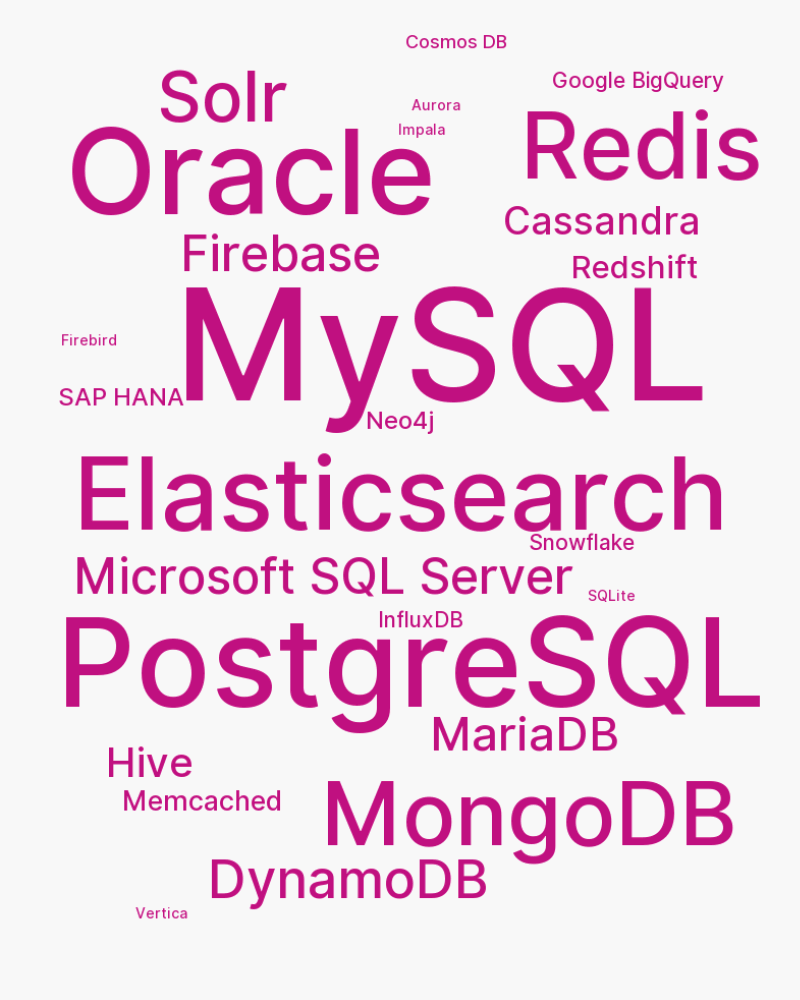 Cosmos DB
Google BigQuery
Solr
Aurora
Impala
Redis
Oracle
Cassandra
Firebase
Redshift
MySQL
Firebird
SAP HANA
Neo4j
Elasticsearch
Snowflake
Microsoft SQL Server
SQLite
InfluxDB
PostgreSQL
MariaDB
Hive
Memcached
MongoDB
DynamoDB
Vertica